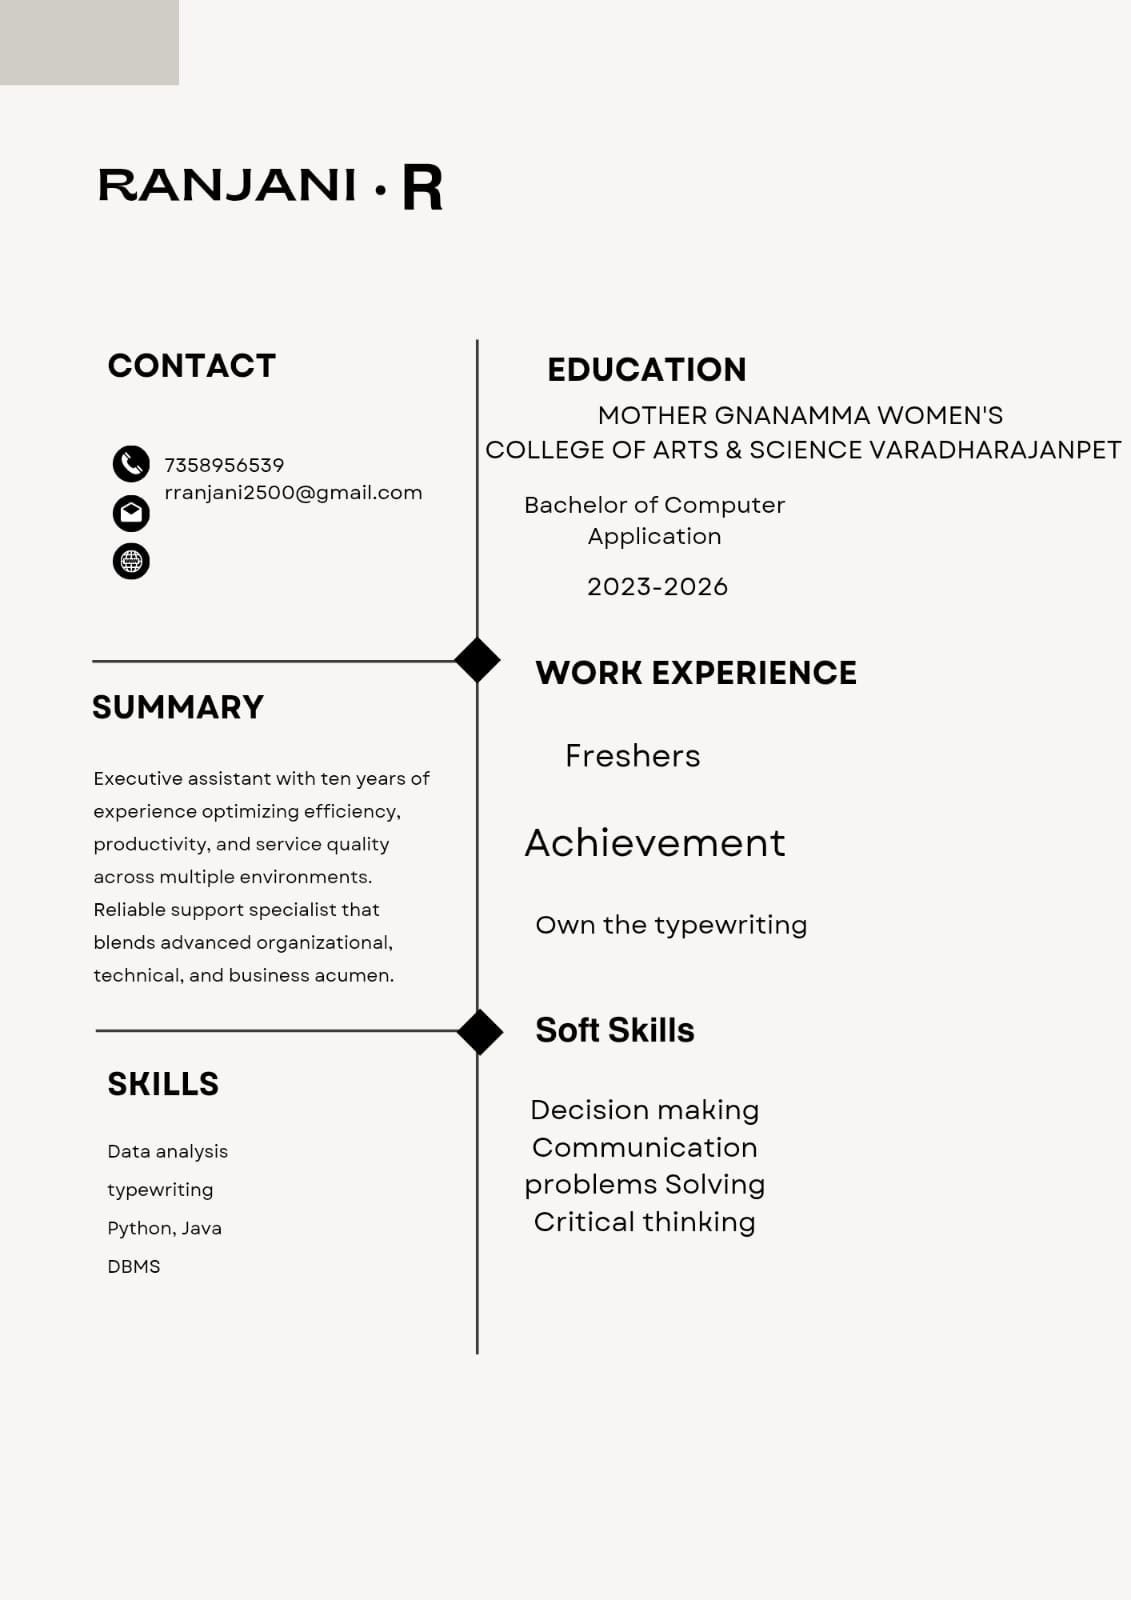 RANJANI . R
CONTACT
7358956539
rranjani2500@gmail.com
SUMMARY
Executive assistant with ten years of
experience optimizing efficiency,
productivity, and service quality
across multiple environments.
Reliable support specialist that
blends advanced organizational,
technical, and business acumen.
SKILLS
Data analysis
typewriting
Python, Java
DBMS
EDUCATION
MOTHER GNANAMMA WOMEN'S
COLLEGE OF ARTS & SCIENCE VARADHARAJANPET
Bachelor of Computer
Application
2023-2026
WORK EXPERIENCE
Freshers
Achievement
Own the typewriting
Soft Skills
Decision making
Communication
problems Solving
Critical thinking